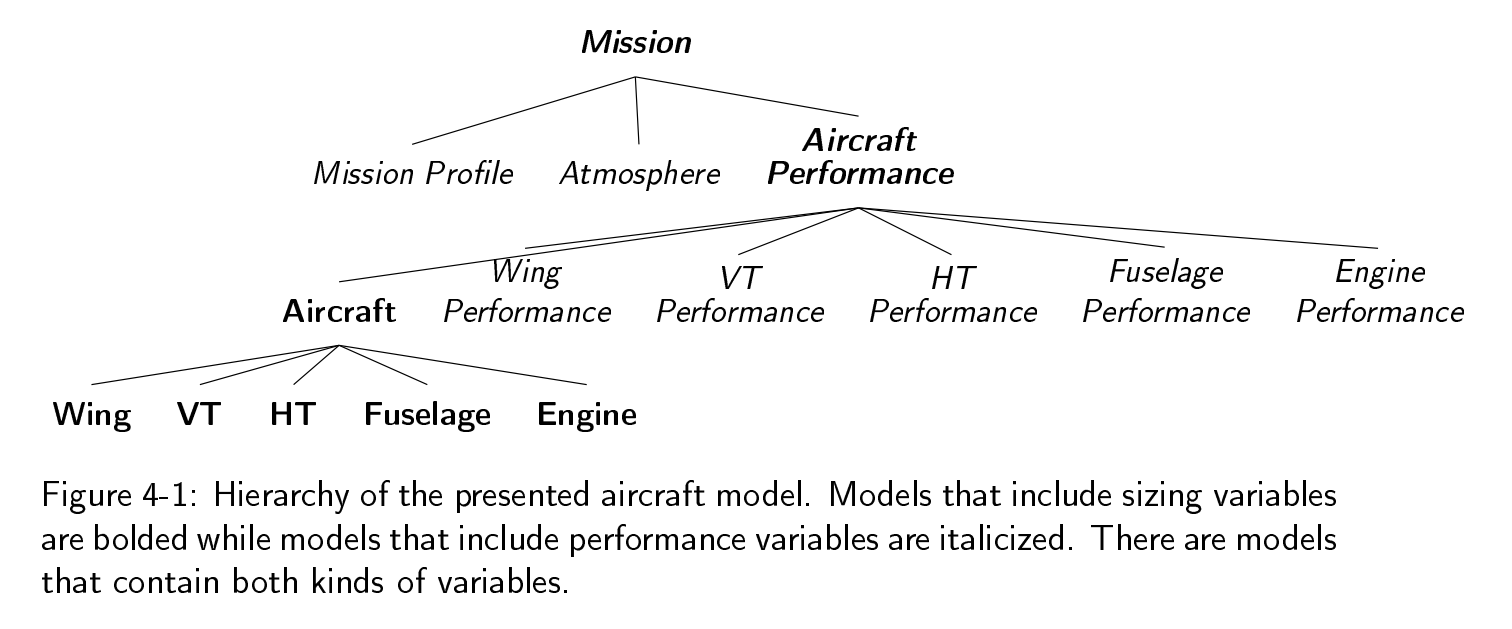 Mission
Mission Profile
Atmosphere
Aircraft
Performance
Aircraft
Wing
Performance
VT
Performance
HT
Performance
Fuselage
Performance
Engine
Performance
Wing
VT
HT
Fuselage
Engine
Figure 4-1: Hierarchy of the presented aircraft model. Models that include sizing variables
are bolded while models that include performance variables are italicized. There are models
that contain both kinds of variables.